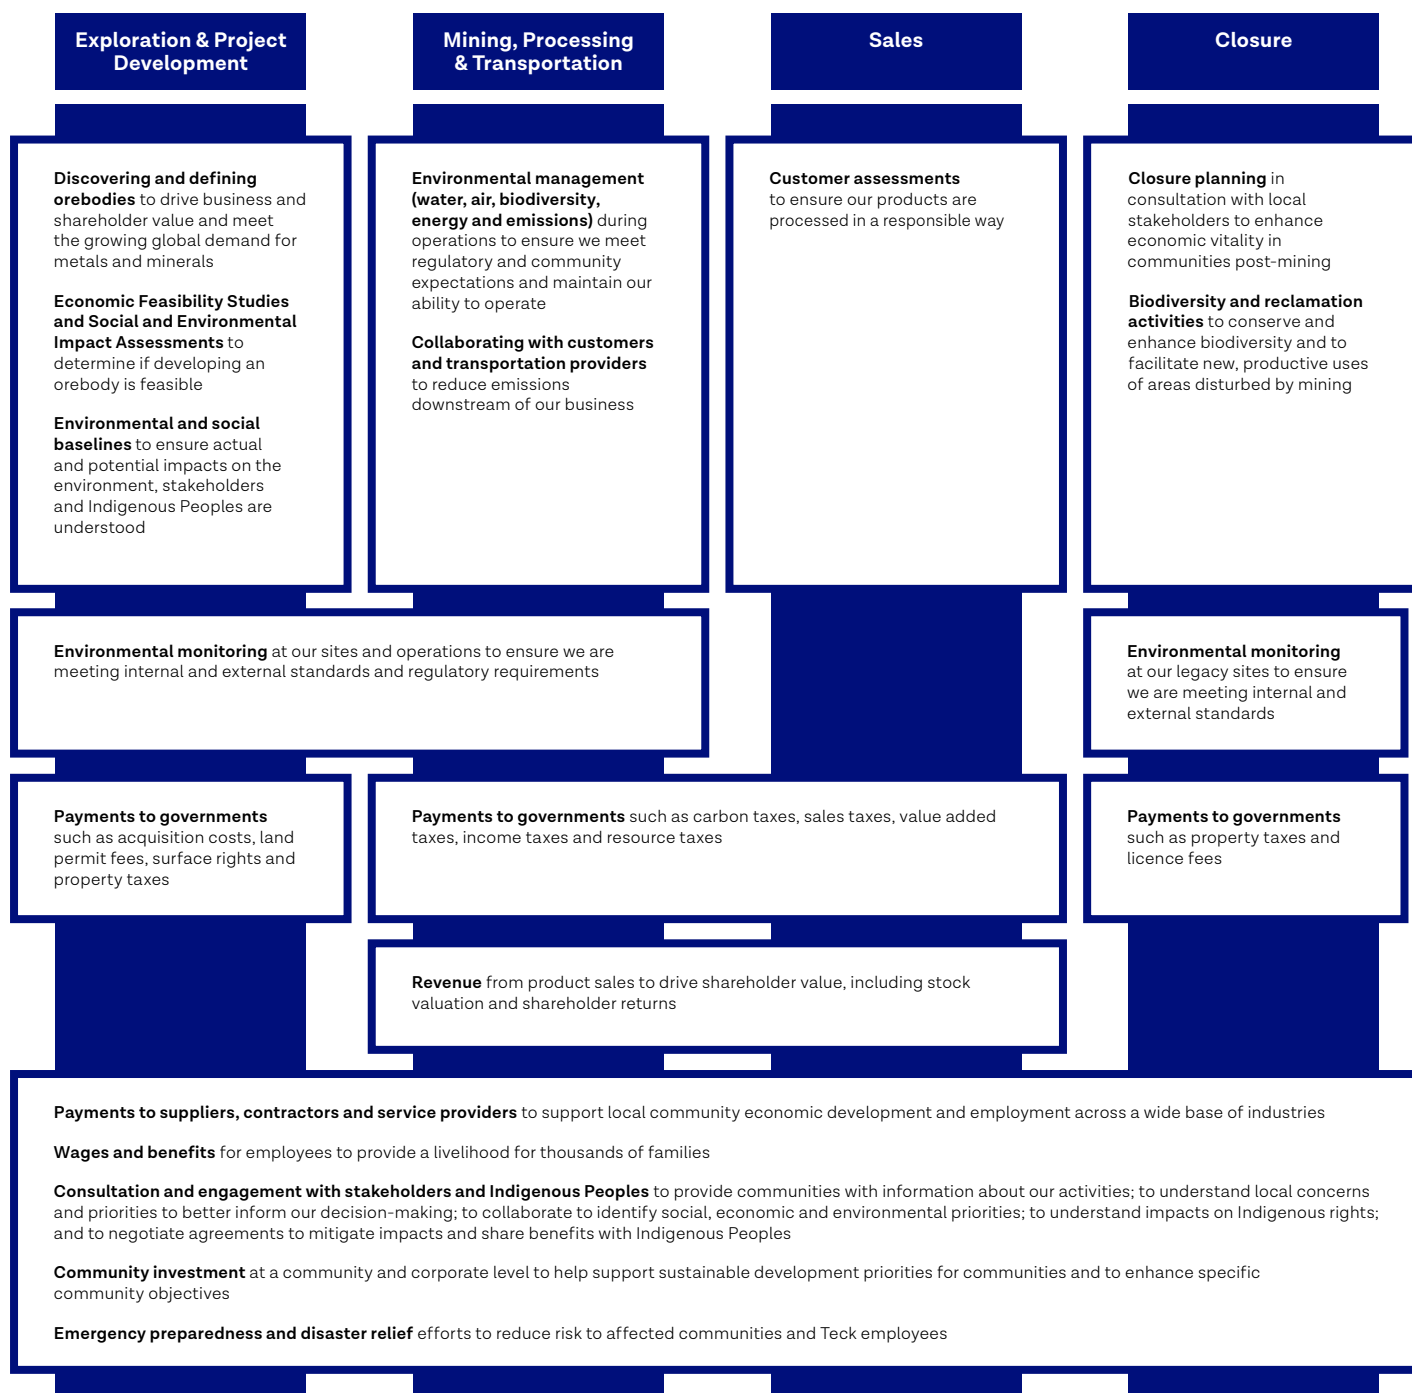 Exploration & Project
Development
Mining, Processing
& Transportation
Sales
Closure
Discovering and defining
orebodies to drive business and
shareholder value and meet
the growing global demand for
metals and minerals
Economic Feasibility Studies
and Social and Environmental
Impact Assessments to
determine if developing an
orebody is feasible
Environmental and social
baselines to ensure actual
and potential impacts on the
environment, stakeholders
and Indigenous Peoples are
understood
Environmental management
(water, air, biodiversity,
energy and emissions) during
operations to ensure we meet
regulatory and community
expectations and maintain our
ability to operate
Collaborating with customers
and transportation providers
to reduce emissions
downstream of our business
Customer assessments
to ensure our products are
processed in a responsible way
Closure planning in
consultation with local
stakeholders to enhance
economic vitality in
communities post-mining
Biodiversity and reclamation
activities to conserve and
enhance biodiversity and to
facilitate new, productive uses
of areas disturbed by mining
Environmental monitoring at our sites and operations to ensure we are
meeting internal and external standards and regulatory requirements
Environmental monitoring
at our legacy sites to ensure
we are meeting internal and
external standards
Payments to governments
such as acquisition costs, land
permit fees, surface rights and
property taxes
Payments to governments such as carbon taxes, sales taxes, value added
taxes, income taxes and resource taxes
Payments to governments
such as property taxes and
licence fees
Revenue from product sales to drive shareholder value, including stock
valuation and shareholder returns
Payments to suppliers, contractors and service providers to support local community economic development and employment across a wide base of industries
Wages and benefits for employees to provide a livelihood for thousands of families
Consultation and engagement with stakeholders and Indigenous Peoples to provide communities with information about our activities; to understand local concerns
and priorities to better inform our decision-making; to collaborate to identify social, economic and environmental priorities; to understand impacts on Indigenous rights;
and to negotiate agreements to mitigate impacts and share benefits with Indigenous Peoples
Community investment at a community and corporate level to help support sustainable development priorities for communities and to enhance specific
community objectives
Emergency preparedness and disaster relief efforts to reduce risk to affected communities and Teck employees